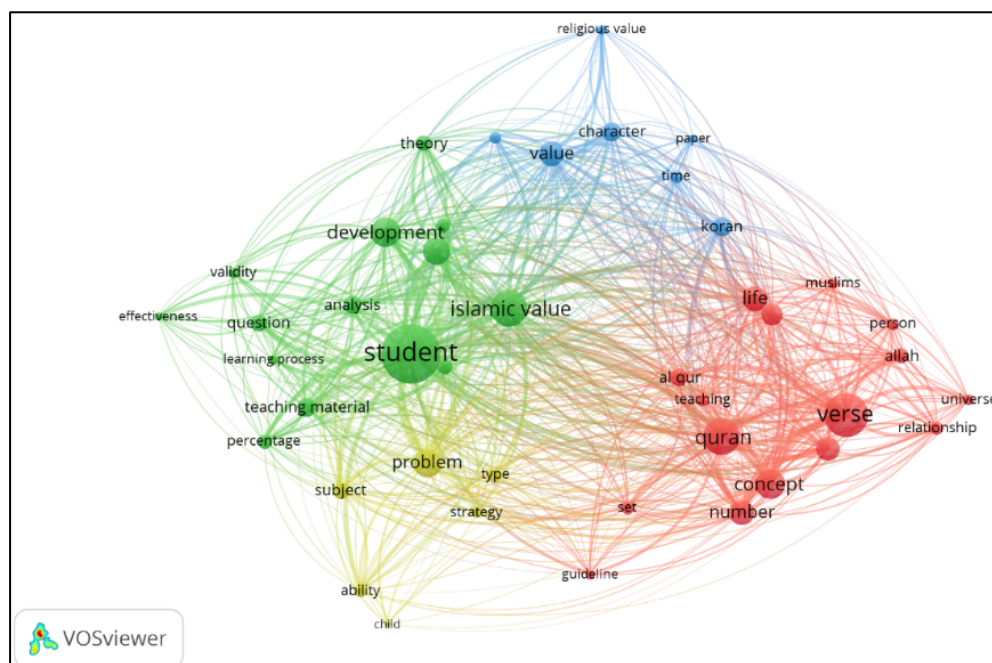 religious value
character
paper
theory
value
time
koran
development
validity
muslims
life
analysis
islamic value
effectiveness
question
person
student
allah
learning process
al qur
teaching
universe
teaching material
verse
relationship
percentage
quran
problem
type
concept
subject
strategy
set
number
guideline
ability
child
VOSviewer